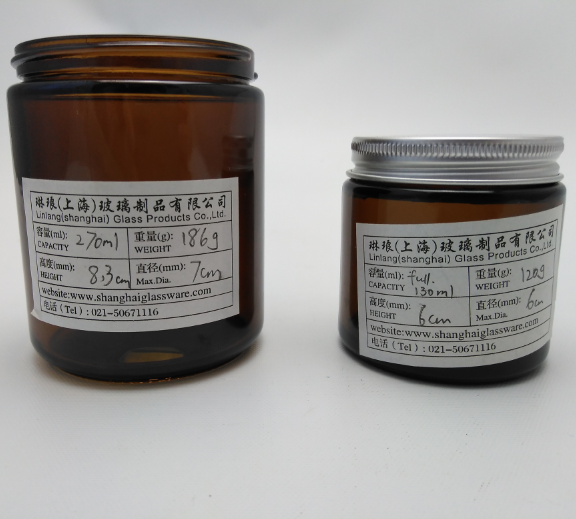 琳琅(上海)玻璃制品有限公司
Linlang(shanghai) Glass Products Co.,Ltd.
容量(ml): 270ml 重量(g): 186g
CAPACITY WEIGHT
高度(mm): 8.3cm 直径(mm): 7cm
HEIGHT Max.Dia.
website:www.shanghaiglassware.com
电话(Tel):021-50671116
琳琅(上海)玻璃制品有限公司
Linlang(shanghai) Glass Products Co.,Ltd.
容量(ml): full. 重量(g): 120g
CAPACITY 130ml WEIGHT
高度(mm): 6cm 直径(mm): 6cm
HEIGHT Max.Dia.
website:www.shanghaiglassware.com
电话(Tel):021-50671116